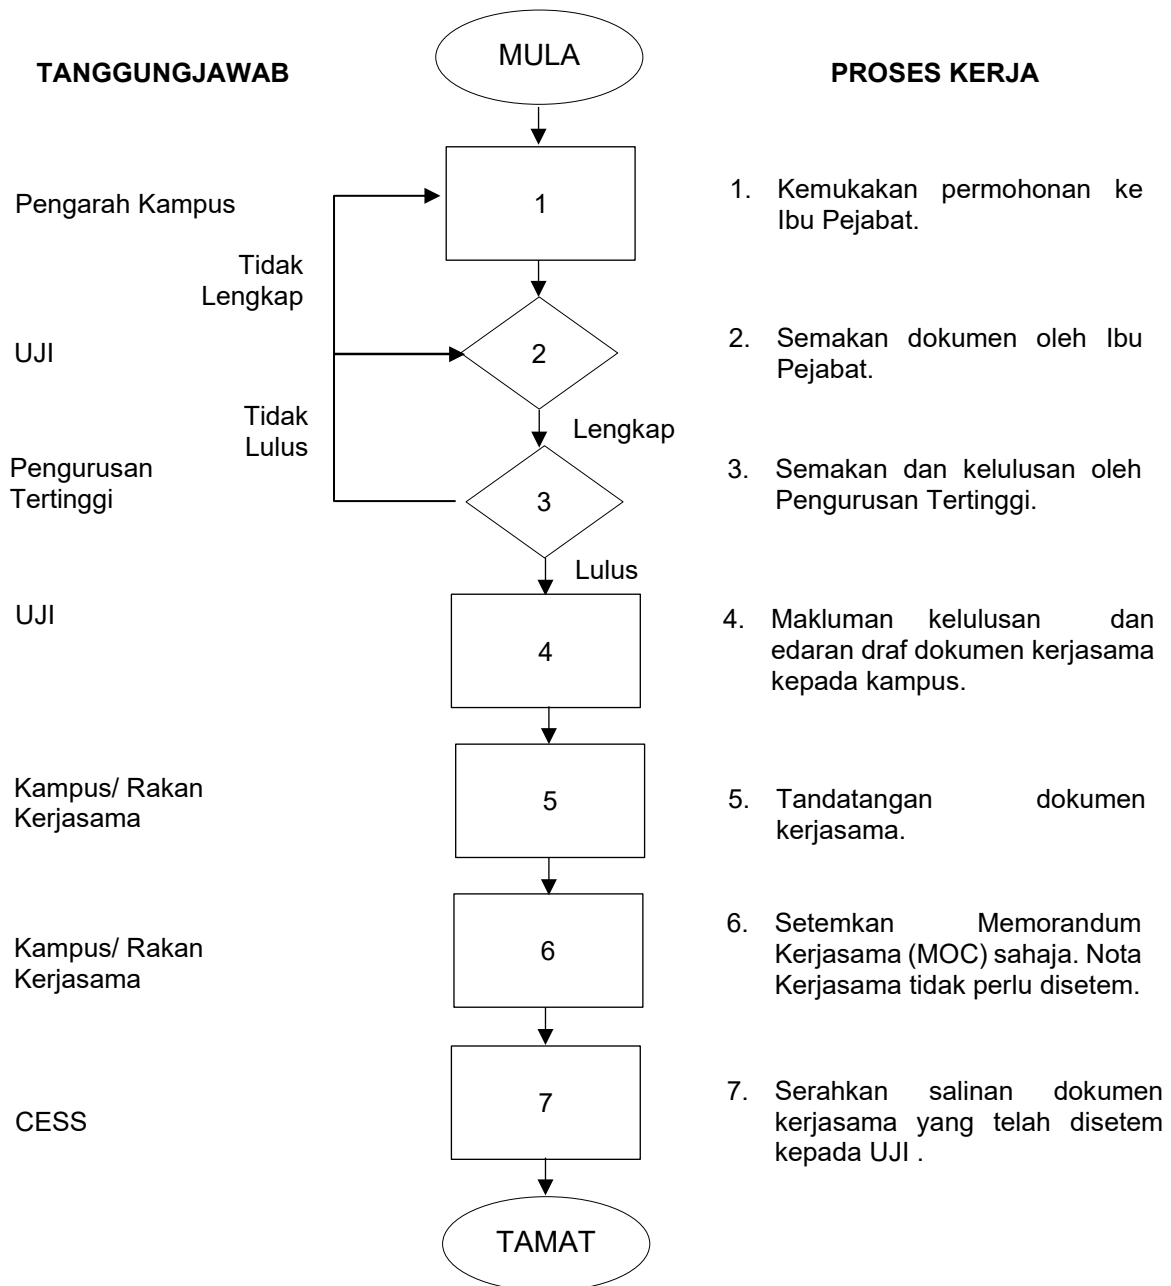 MULA
TANGGUNGJAWAB
PROSES KERJA
Pengarah Kampus
1
1. Kemukakan permohonan ke
Ibu Pejabat.
Tidak
Lengkap
UJI
2
2. Semakan dokumen oleh Ibu
Pejabat.
Tidak
Lulus
Lengkap
Pengurusan
Tertinggi
3
3. Semakan dan kelulusan oleh
Pengurusan Tertinggi.
Lulus
UJI
4
4. Makluman kelulusan dan
edaran draf dokumen kerjasama
kepada kampus.
Kampus/ Rakan
Kerjasama
5
5. Tandatangan dokumen
kerjasama.
Kampus/ Rakan
Kerjasama
6
6. Setemkan Memorandum
Kerjasama (MOC) sahaja. Nota
Kerjasama tidak perlu disetem.
CESS
7
7. Serahkan salinan dokumen
kerjasama yang telah disetem
kepada UJI .
TAMAT